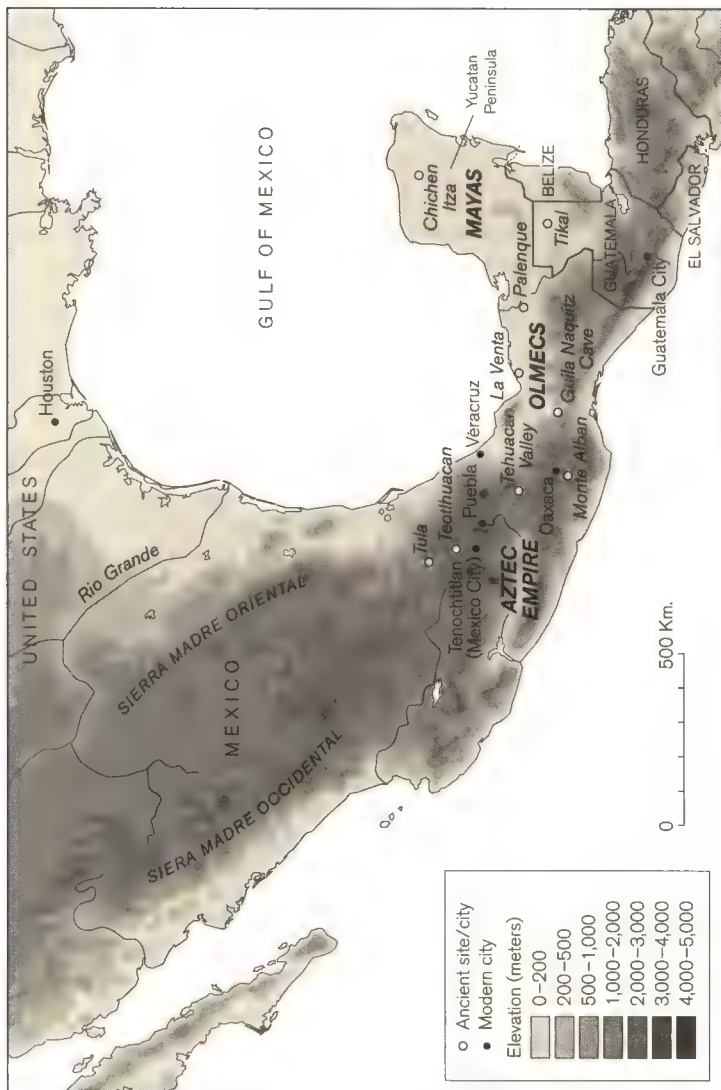 UNITED STATES
Houston
Rio Grande
SIERRA MADRE ORIENTAL
MEXICO
SIERA MADRE OCCIDENTAL
GULF OF MEXICO
Tula
Teotihuacan
Tenochtitlan
(Mexico City)
Puebla
Veracruz
AZTEC
EMPIRE
Tehuacan
Valley
Oaxaca
Monte Alban
La Venta
OLMECS
Guila Naquitz
Cave
Palenque
Chichen
Itza
MAYAS
Yucatan
Peninsula
BELIZE
Tikal
GUATEMALA
Guatemala City
HONDURAS
EL SALVADOR
0 500 Km.
Ancient site/city
Modern city
Elevation (meters)
0–200
200–500
500–1,000
1,000–2,000
2,000–3,000
3,000–4,000
4,000–5,000